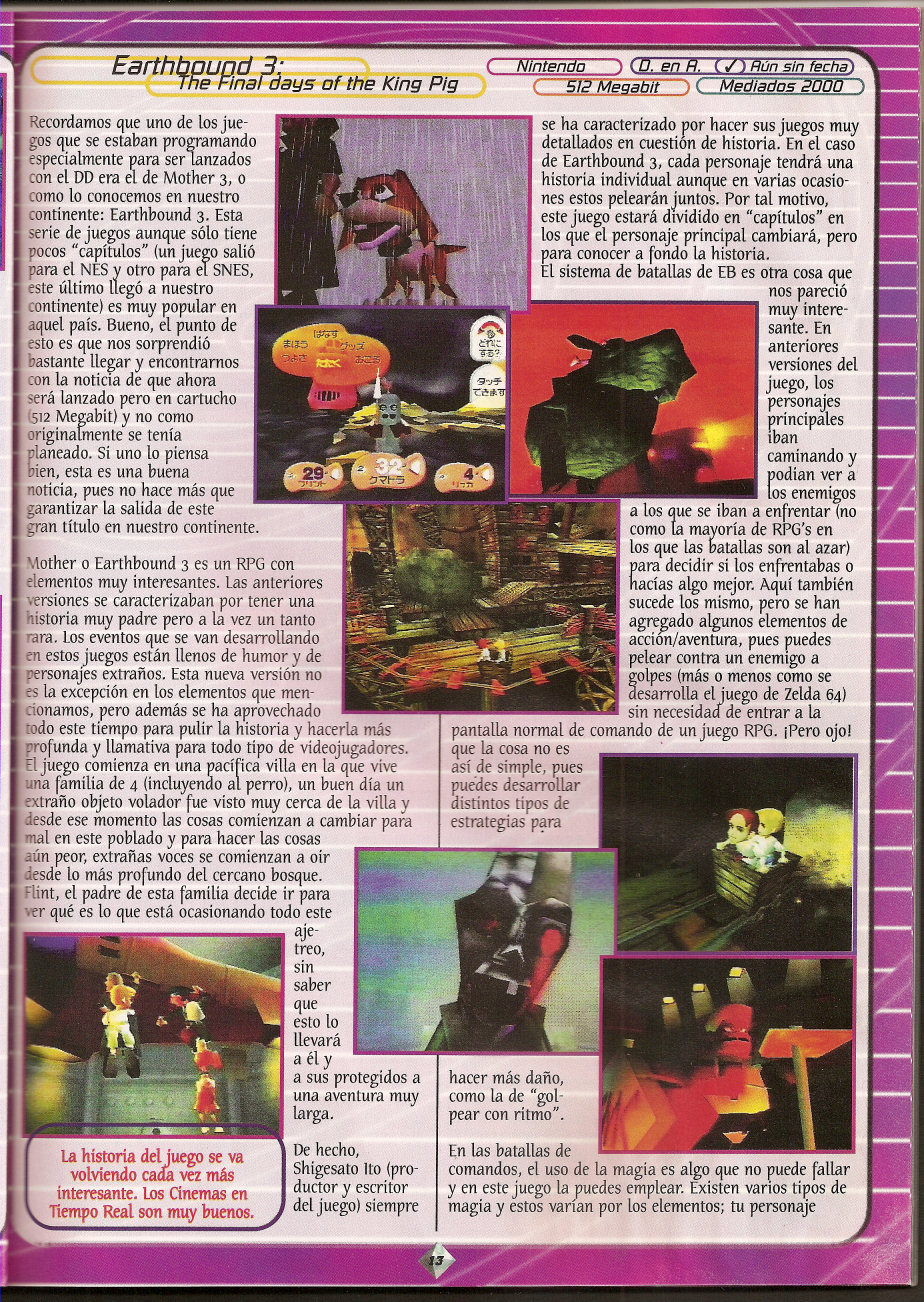 Earthbound 3:
The Final days of the King Pig
Nintendo
D. en A.
Aún sin fecha
512 Megabit
Mediados 2000
Recordamos que uno de los jue-
gos que se estaban programando
especialmente para ser lanzados
con el DD era el de Mother 3, o
como lo conocemos en nuestro
continente: Earthbound 3. Esta
serie de juegos aunque sólo tiene
pocos “capítulos” (un juego salió
para el NES y otro para el SNES,
este último llegó a nuestro
continente) es muy popular en
aquel país. Bueno, el punto de
esto es que nos sorprendió
bastante llegar y encontrarnos
con la noticia de que ahora
será lanzado pero en cartucho
(512 Megabit) y no como
originalmente se tenía
planeado. Si uno lo piensa
bien, esta es una buena
noticia, pues no hace más que
garantizar la salida de este
gran título en nuestro continente.
Mother o Earthbound 3 es un RPG con
elementos muy interesantes. Las anteriores
versiones se caracterizaban por tener una
historia muy padre pero a la vez un tanto
rara. Los eventos que se van desarrollando
en estos juegos están llenos de humor y de
personajes extraños. Esta nueva versión no
es la excepción en los elementos que men-
cionamos, pero además se ha aprovechado
todo este tiempo para pulir la historia y hacerla más
profunda y llamativa para todo tipo de videojugadores.
El juego comienza en una pacífica villa en la que vive
una familia de 4 (incluyendo al perro), un buen día un
extraño objeto volador fue visto muy cerca de la villa y
desde ese momento las cosas comienzan a cambiar para
mal en este poblado y para hacer las cosas
aún peor, extrañas voces se comienzan a oír
desde lo más profundo del cercano bosque.
Flint, el padre de esta familia decide ir para
ver qué es lo que está ocasionando todo este
aje-
treo,
sin
saber
que
esto lo
llevará
a él y
a sus protegidos a
una aventura muy
larga.
De hecho,
Shigesato Ito (pro-
ductor y escritor
del juego) siempre
La historia del juego se va
volviendo cada vez más
interesante. Los Cinemas en
Tiempo Real son muy buenos.
はなす
まほう
グッズ
つよさ
おこる
どれに
する?
タッチ
できます
29
フリント
32
クマトラ
4
リッカ
se ha caracterizado por hacer sus juegos muy
detallados en cuestión de historia. En el caso
de Earthbound 3, cada personaje tendrá una
historia individual aunque en varias ocasio-
nes estos pelearán juntos. Por tal motivo,
este juego estará dividido en “capítulos” en
los que el personaje principal cambiará, pero
para conocer a fondo la historia.
El sistema de batallas de EB es otra cosa que
nos pareció
muy intere-
sante. En
anteriores
versiones del
juego, los
personajes
principales
iban
caminando y
podian ver a
los enemigos
a los que se iban a enfrentar (no
como la mayoría de RPG's en
los que las batallas son al azar)
para decidir si los enfrentabas o
hacías algo mejor. Aquí también
sucede los mismo, pero se han
agregado algunos elementos de
acción/aventura, pues puedes
pelear contra un enemigo a
golpes (más o menos como se
desarrolla el juego de Zelda 64)
sin necesidad de entrar a la
pantalla normal de comando de un juego RPG. ¡Pero ojo!
que la cosa no es
así de simple, pues
puedes desarrollar
distintos tipos de
estrategias para
hacer más daño,
como la de “gol-
pear con ritmo”.
En las batallas de
comandos, el uso de la magia es algo que no puede fallar
y en este juego la puedes emplear. Existen varios tipos de
magia y estos varían por los elementos; tu personaje
13